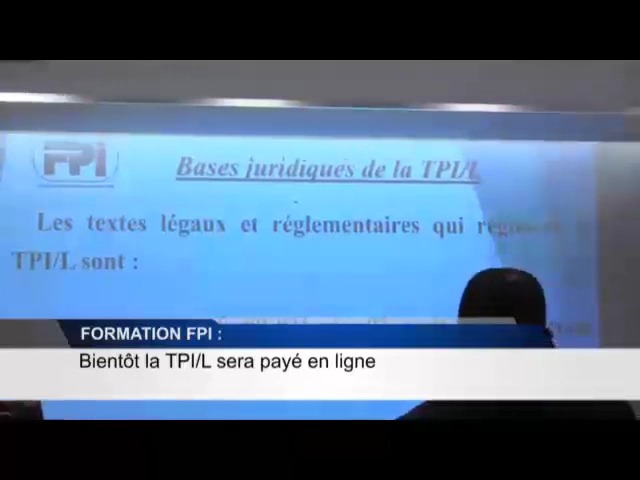 FPI
Bases juridiques de la TPI/L
Les textes légaux et réglementaires qui
TPI/L sont :
FORMATION FPI :
Bientôt la TPI/L sera payé en ligne